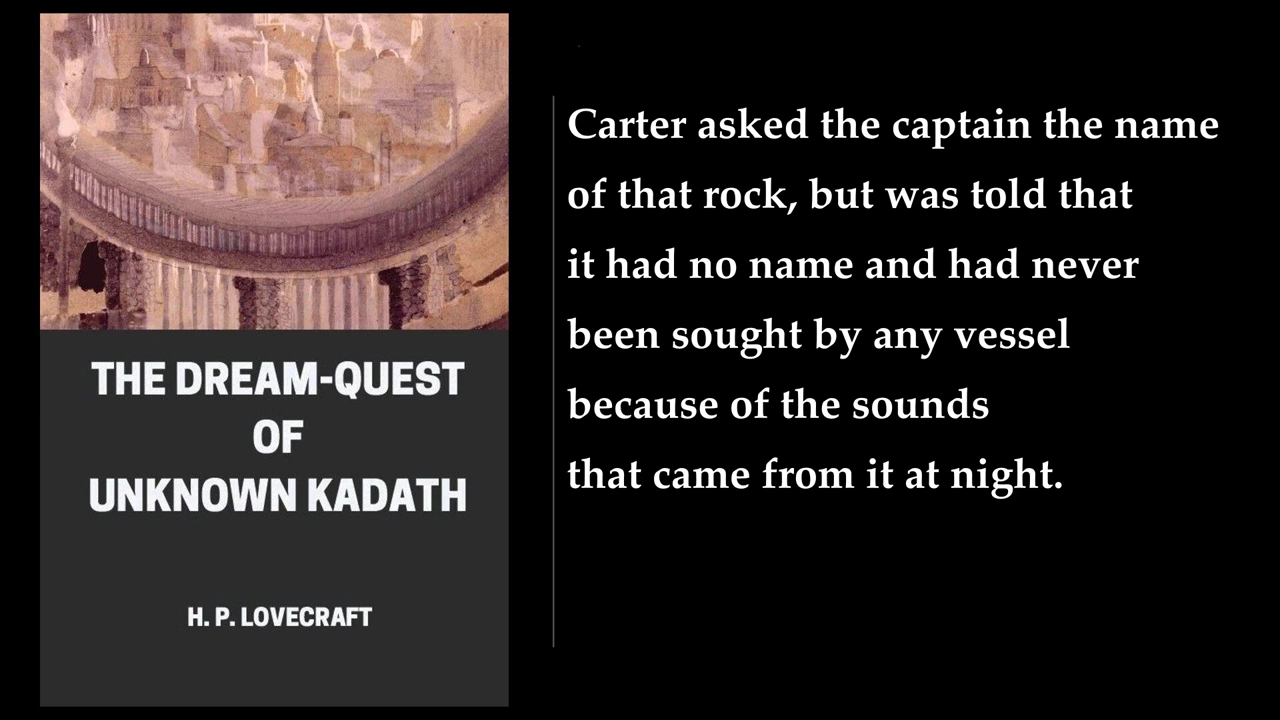 THE DREAM-QUEST
OF
UNKNOWN KADATH
H. P. LOVECRAFT
Carter asked the captain the name
of that rock, but was told that
it had no name and had never
been sought by any vessel
because of the sounds
that came from it at night.